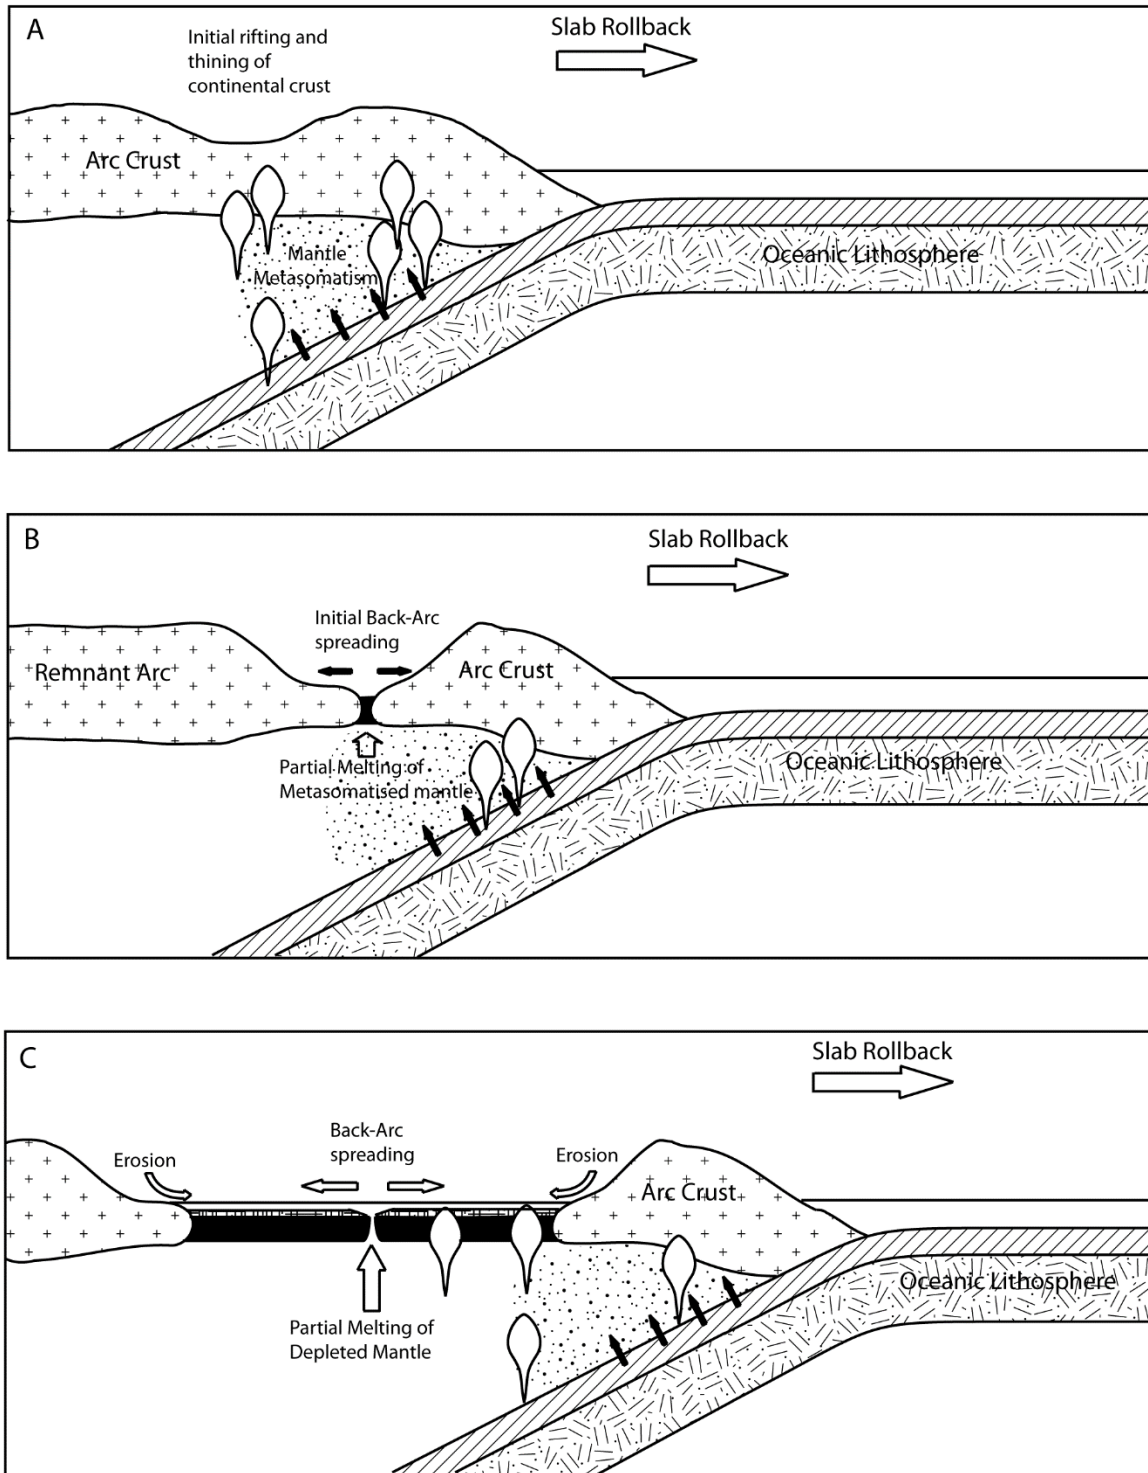 A
Initial rifting and
thining of
continental crust
Slab Rollback
Arc Crust
Mantle
Metasomatism
Oceanic Lithosphere
B
Slab Rollback
Initial Back-Arc
spreading
Remnant Arc
Arc Crust
Partial Melting of
Metasomatised mantle
Oceanic Lithosphere
C
Slab Rollback
Back-Arc
spreading
Erosion
Erosion
Arc Crust
Oceanic Lithosphere
Partial Melting of
Depleted Mantle